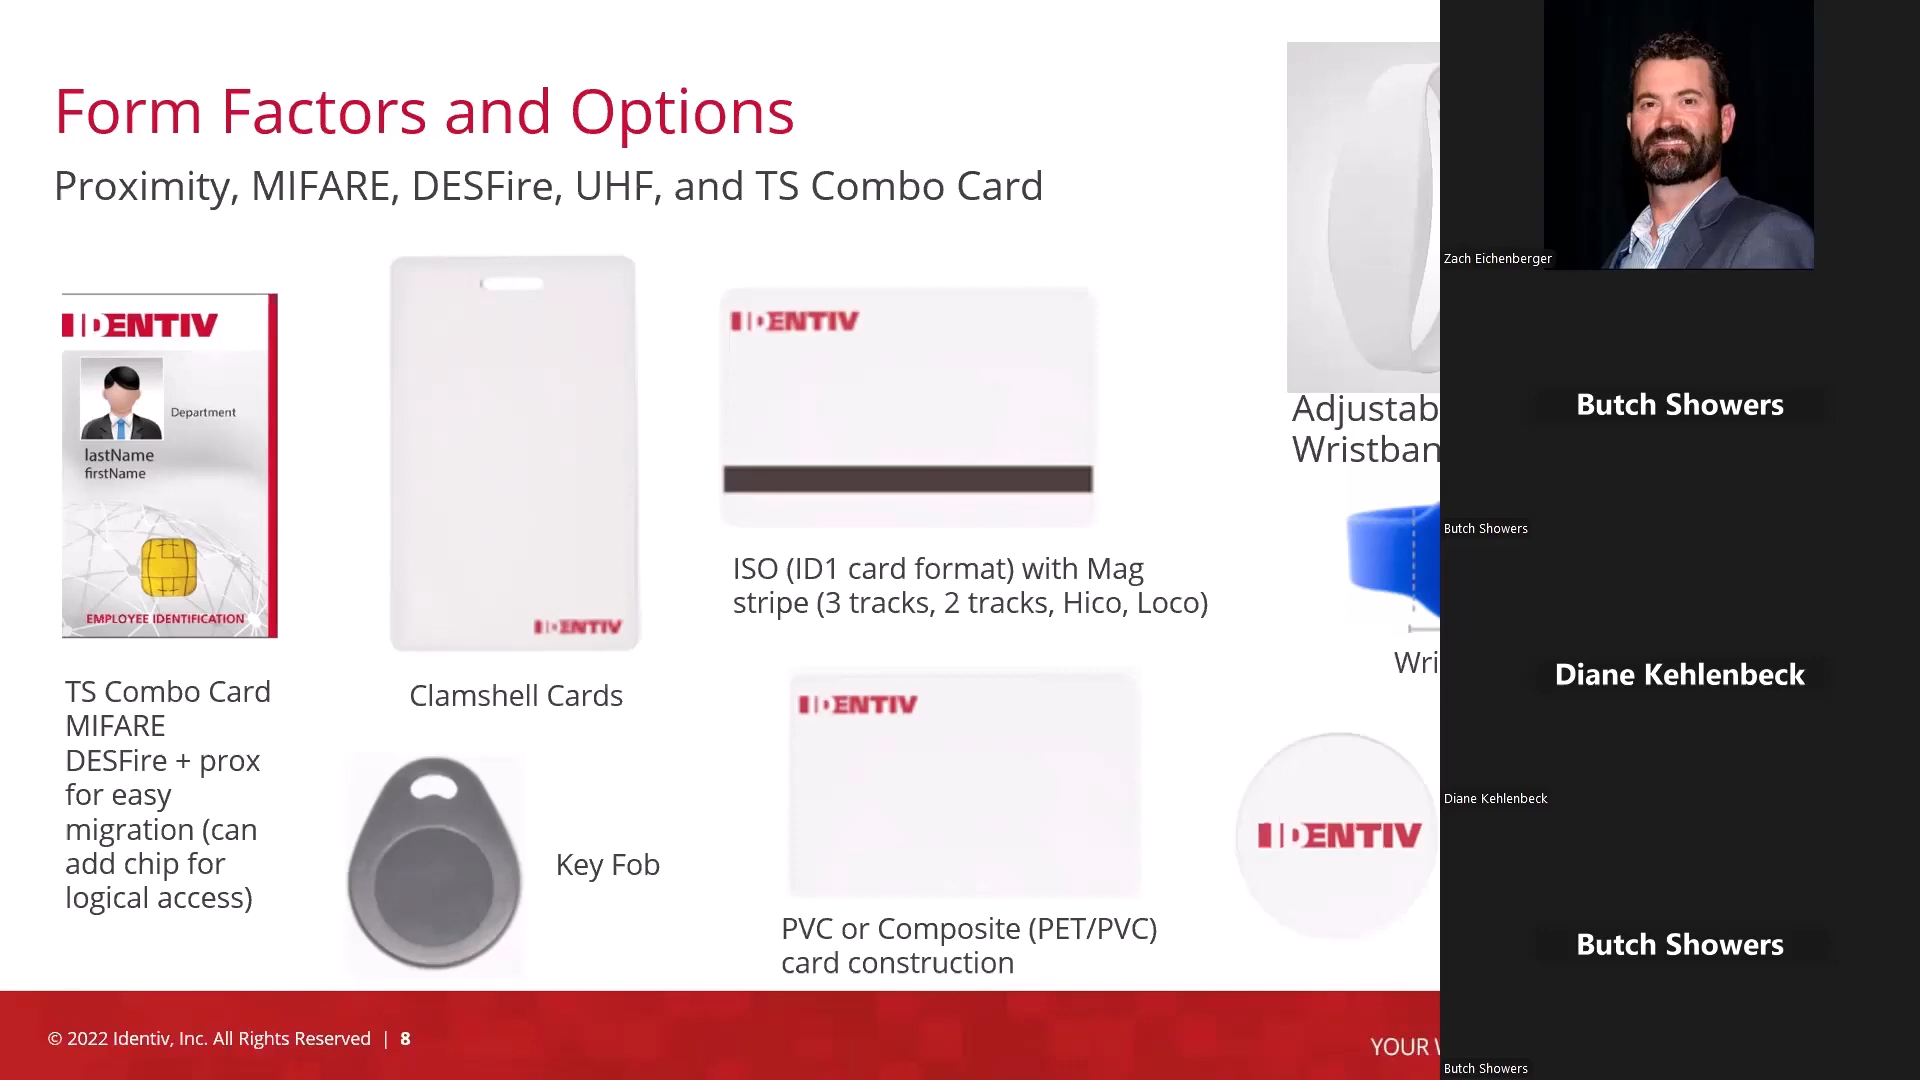 Form Factors and Options
Proximity, MIFARE, DESFire, UHF, and TS Combo Card
IDENTIV
Department
lastName
firstName
EMPLOYEE IDENTIFICATION
TS Combo Card
MIFARE
DESFire + prox
for easy
migration (can
add chip for
logical access)
IDENTIV
Clamshell Cards
Key Fob
IDENTIV
ISO (ID1 card format) with Mag
stripe (3 tracks, 2 tracks, Hico, Loco)
IDENTIV
PVC or Composite (PET/PVC)
card construction
Adjustab
Wristban
Wri
IDENTIV
© 2022 Identiv, Inc. All Rights Reserved | 8
YOUR
Zach Eichenberger
Butch Showers
Butch Showers
Diane Kehlenbeck
Diane Kehlenbeck
Butch Showers
Butch Showers